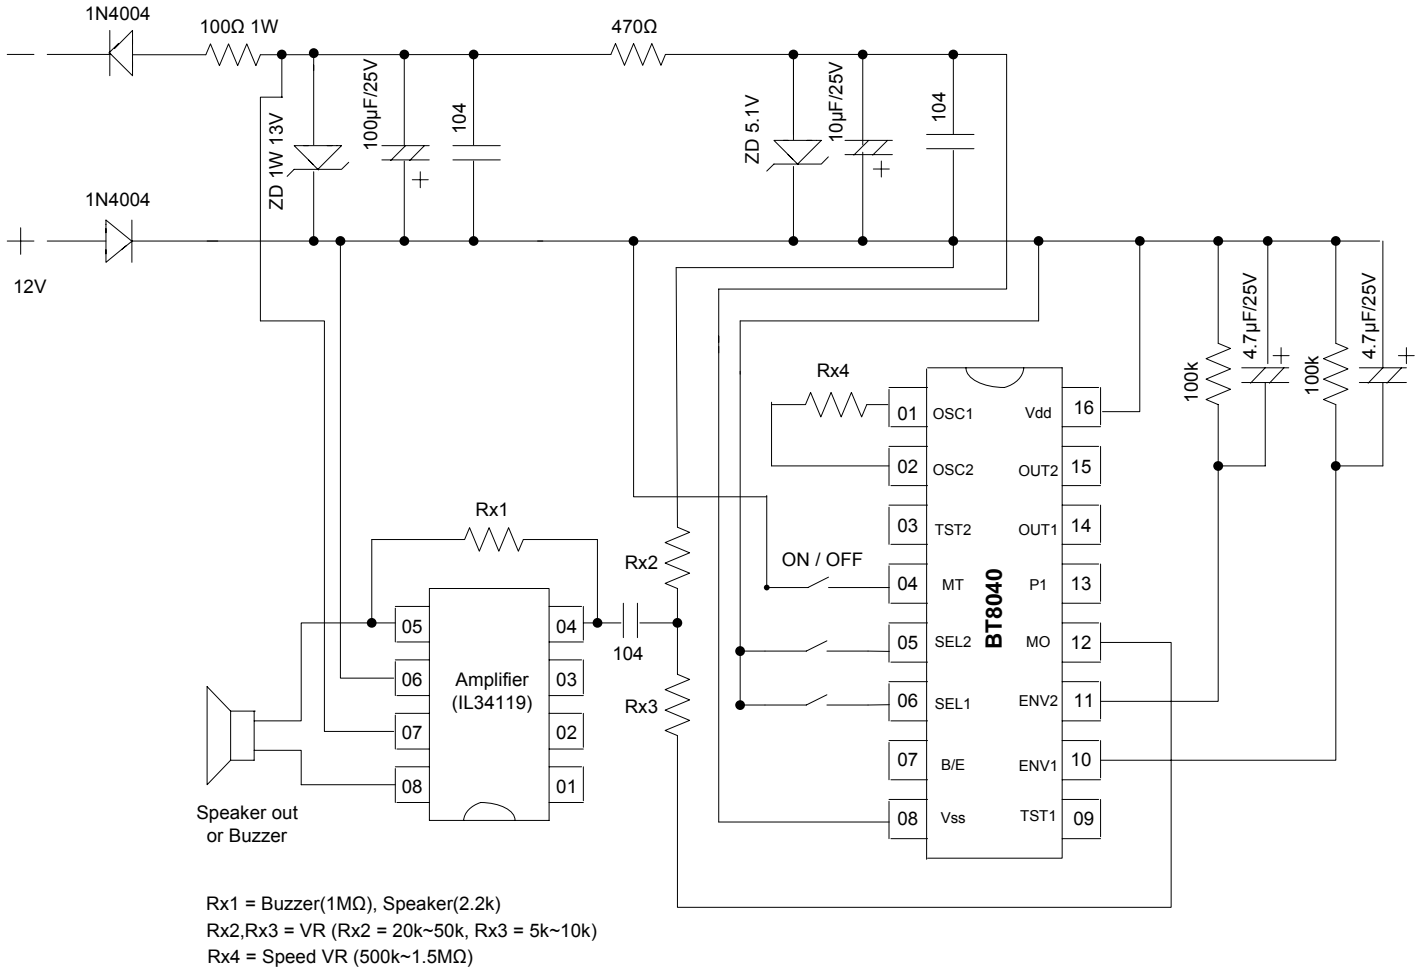 1N4004
100Ω 1W
470Ω
ZD 1W 13V
100µF/25V
+
104
ZD 5.1V
10µF/25V
+
104
1N4004
+
12V
100k
4.7µF/25V
+
100k
4.7µF/25V
+
Rx4
01 OSC1 Vdd 16
02 OSC2 OUT2 15
03 TST2 OUT1 14
ON / OFF
04 MT P1 13
05 SEL2 MO 12
06 SEL1 ENV2 11
07 B/E ENV1 10
08 Vss TST1 09
BT8040
Rx1
Rx2
05 04
104
06 Amplifier 03
(IL34119)
Rx3
07 02
08 01
Speaker out
or Buzzer
Rx1 = Buzzer(1MΩ), Speaker(2.2k)
Rx2,Rx3 = VR (Rx2 = 20k~50k, Rx3 = 5k~10k)
Rx4 = Speed VR (500k~1.5MΩ)